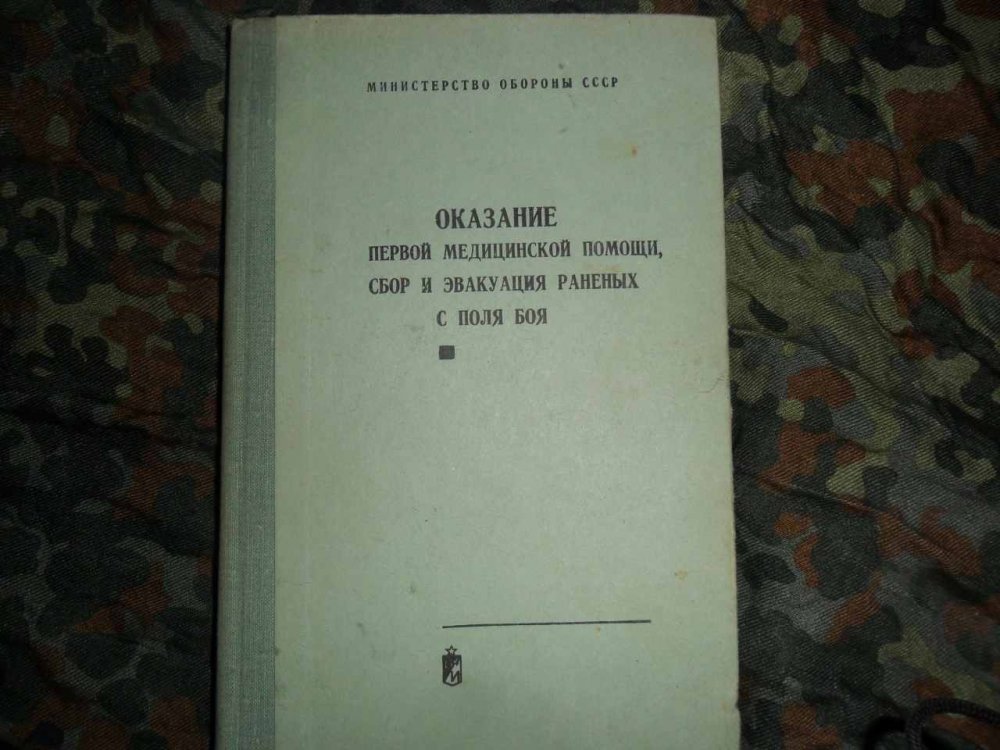 МИНИСТЕРСТВО ОБОРОНЫ СССР
ОКАЗАНИЕ
ПЕРВОЙ МЕДИЦИНСКОЙ ПОМОЩИ,
СБОР И ЭВАКУАЦИЯ РАНЕНЫХ
С ПОЛЯ БОЯ